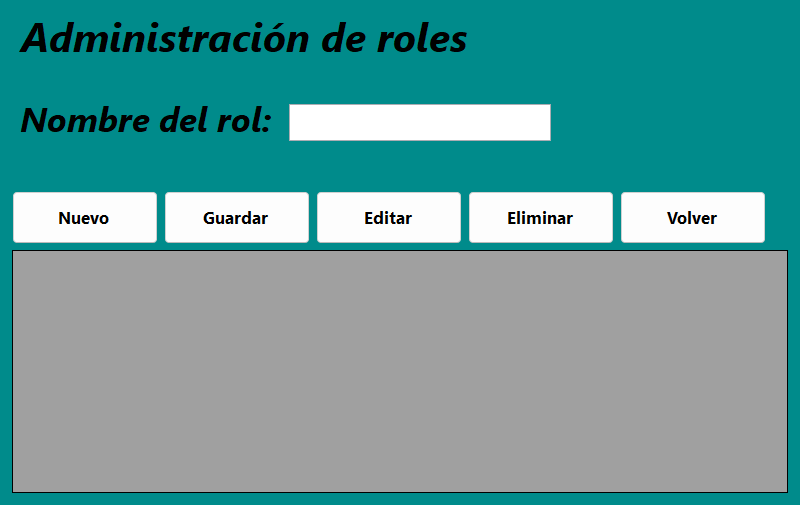 Administración de roles
Nombre del rol:
Nuevo Guardar Editar Eliminar Volver